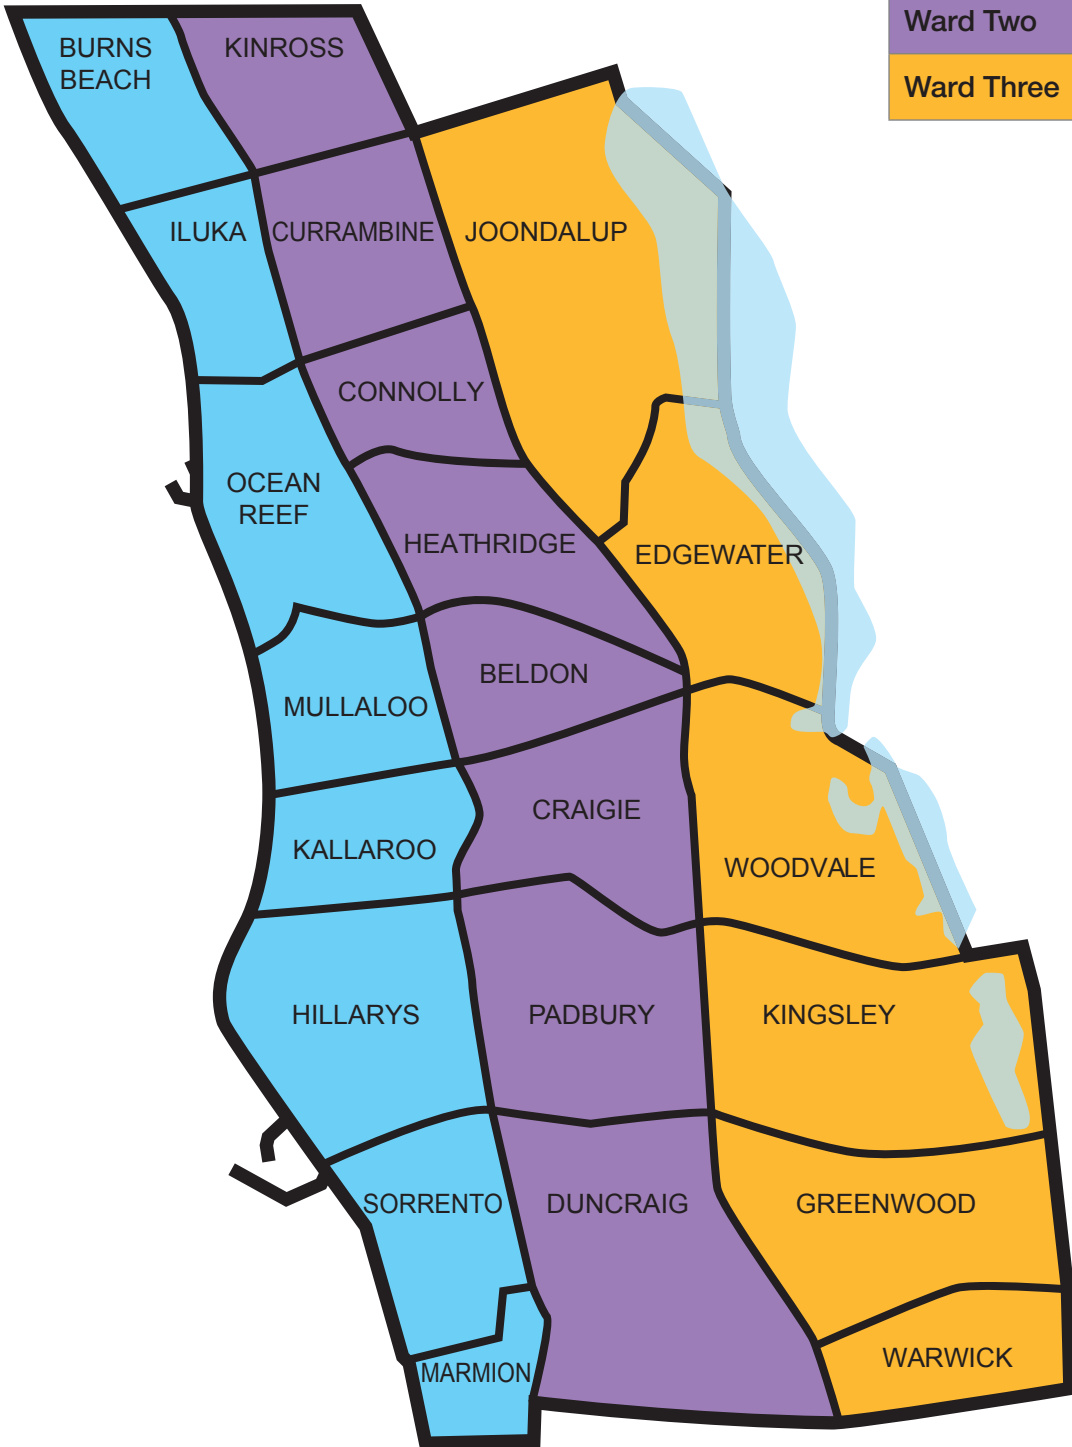 Ward Two
Ward Three
BURNS
BEACH
KINROSS
ILUKA
CURRAMBINE
JOONDALUP
CONNOLLY
OCEAN
REEF
HEATHRIDGE
EDGEWATER
BELDON
MULLALOO
CRAIGIE
KALLAROO
WOODVALE
HILLARYS
PADBURY
KINGSLEY
SORRENTO
DUNCRAIG
GREENWOOD
MARMION
WARWICK